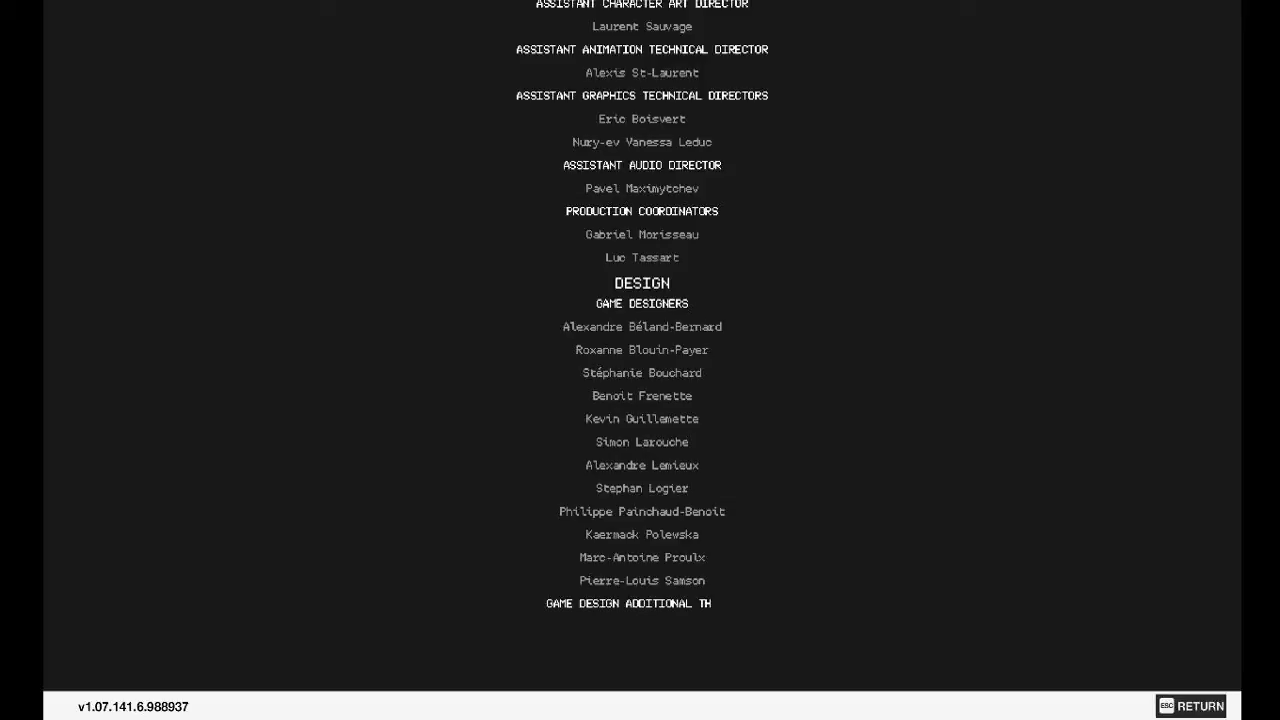 ASSISTANT CHARACTER ART DIRECTOR
Laurent Sauvage
ASSISTANT ANIMATION TECHNICAL DIRECTOR
Alexis St-Laurent
ASSISTANT GRAPHICS TECHNICAL DIRECTORS
Eric Boisvert
Nury-ev Vanessa Leduc
ASSISTANT AUDIO DIRECTOR
Pavel Maximytchev
PRODUCTION COORDINATORS
Gabriel Morisseau
Luc Tassart
DESIGN
GAME DESIGNERS
Alexandre Béland-Bernard
Roxanne Blouin-Payer
Stéphanie Bouchard
Benoit Frenette
Kevin Guillemette
Simon Larouche
Alexandre Lemieux
Stephan Logier
Philippe Painchaud-Benoit
Kaermack Polewska
Marc-Antoine Proulx
Pierre-Louis Samson
GAME DESIGN ADDITIONAL TH
v1.07.141.6.988937
ESC RETURN